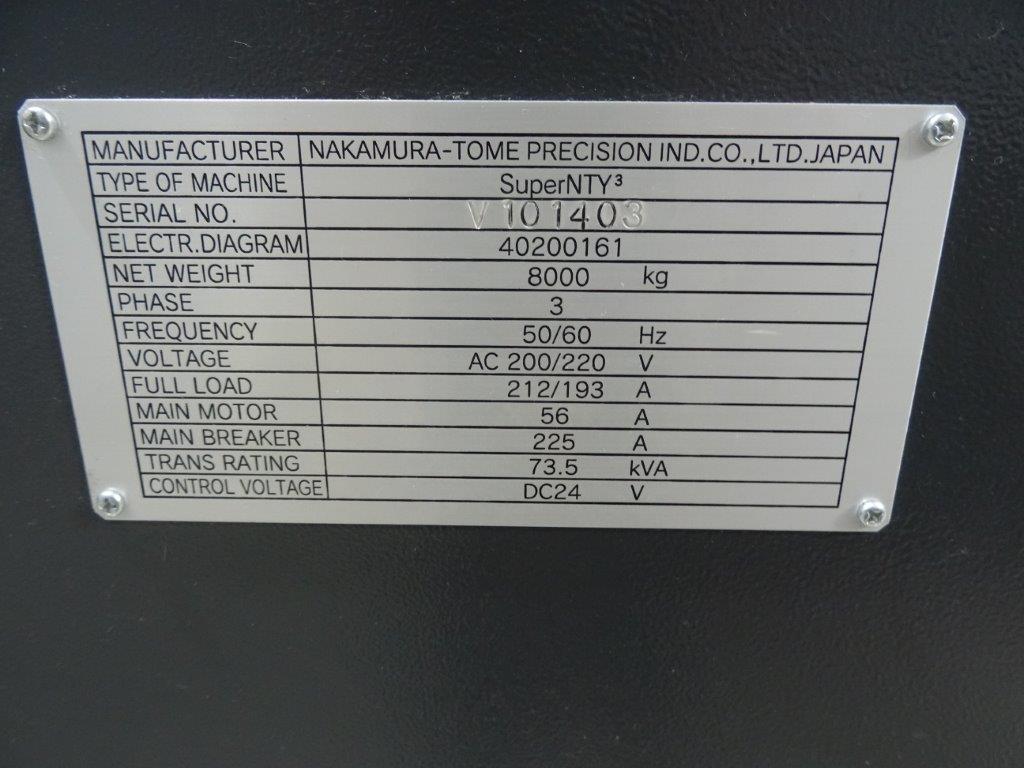 MANUFACTURER NAKAMURA-TOME PRECISION IND.CO.,LTD.JAPAN
TYPE OF MACHINE SuperNTY³
SERIAL NO. V101403
ELECTR.DIAGRAM 40200161
NET WEIGHT 8000 kg
PHASE 3
FREQUENCY 50/60 Hz
VOLTAGE AC 200/220 V
FULL LOAD 212/193 A
MAIN MOTOR 56 A
MAIN BREAKER 225 A
TRANS RATING 73.5 kVA
CONTROL VOLTAGE DC24 V